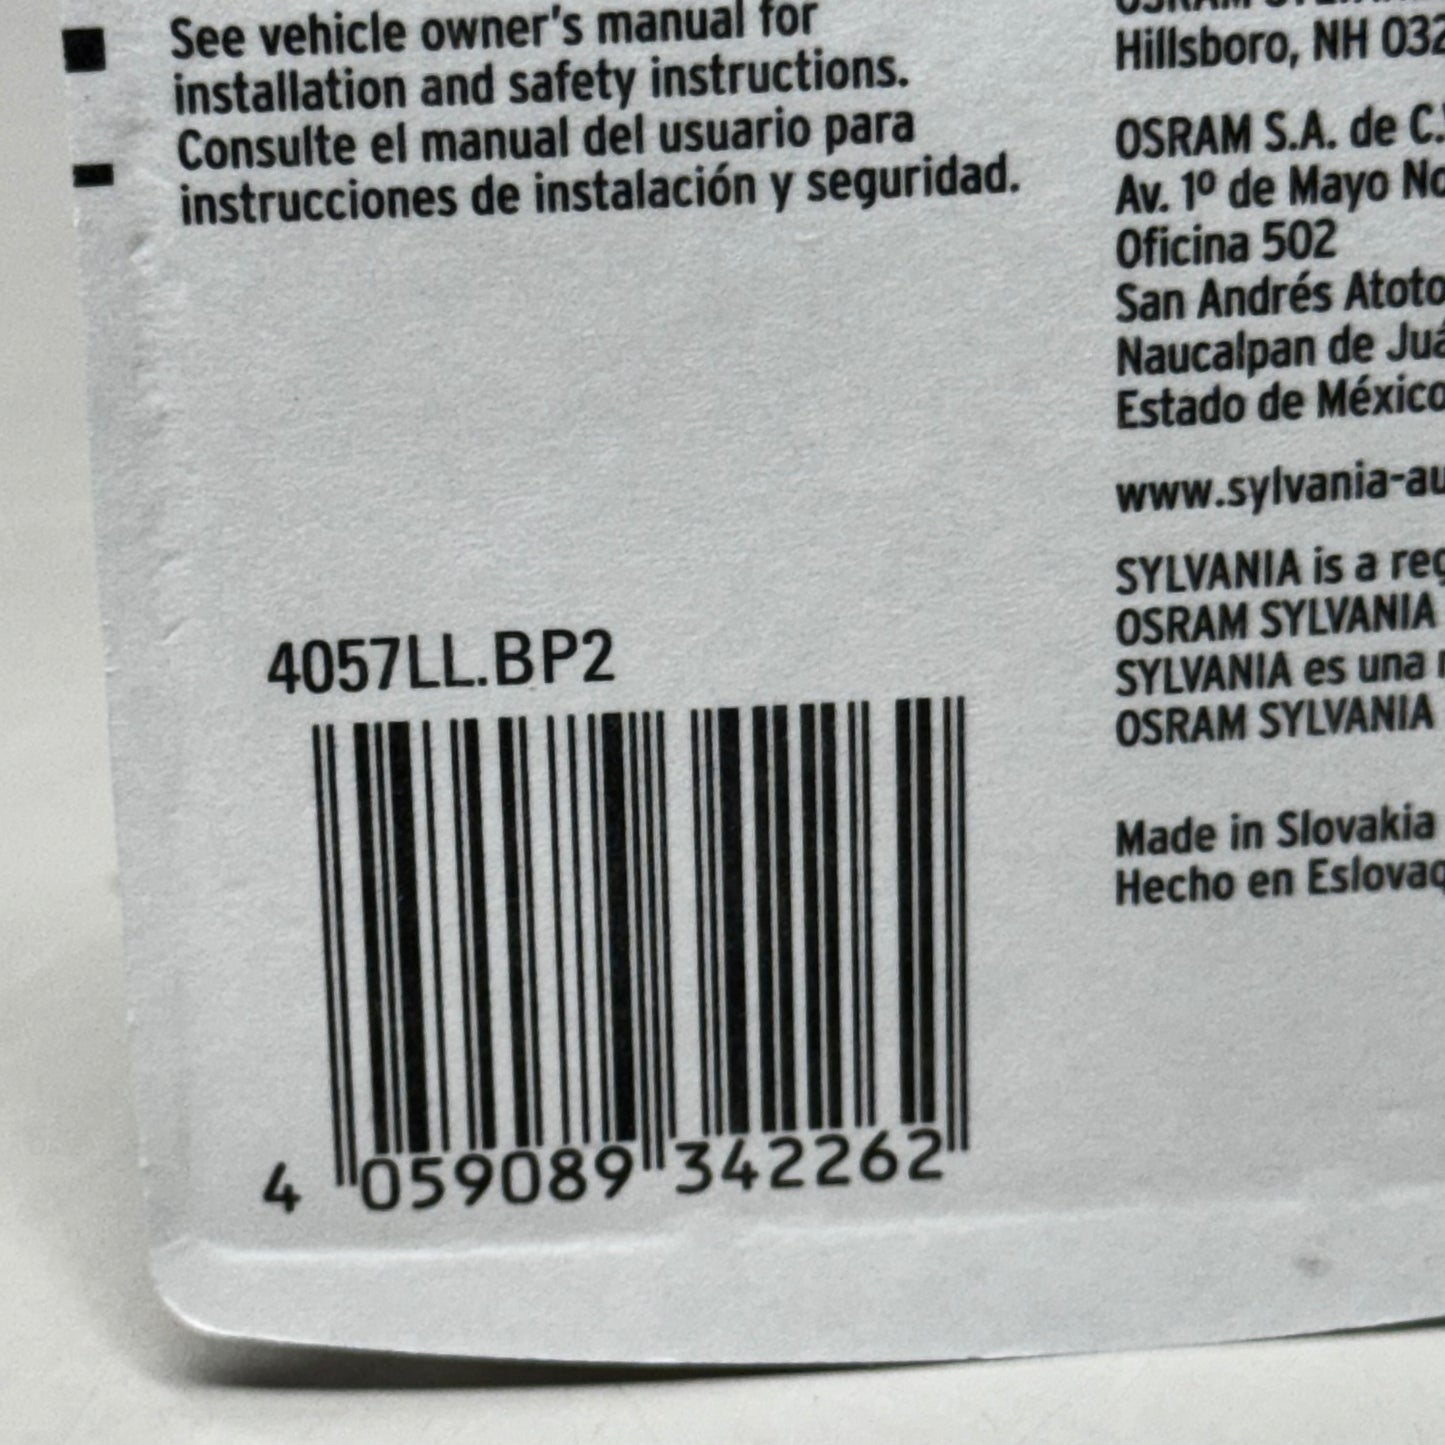 See vehicle owner's manual for
installation and safety instructions.
Consulte el manual del usuario para
instrucciones de instalación y seguridad.
4057LL.BP2
4 059089 342262
Hillsboro, NH
OSRAM S.A. de
Av. 1º de Mayo
Oficina 502
San Andrés
Naucalpan de
Estado de México
SYLVANIA is a
OSRAM SYLVANIA
SYLVANIA es una
OSRAM SYLVANIA
Made in Slovakia
Hecho en